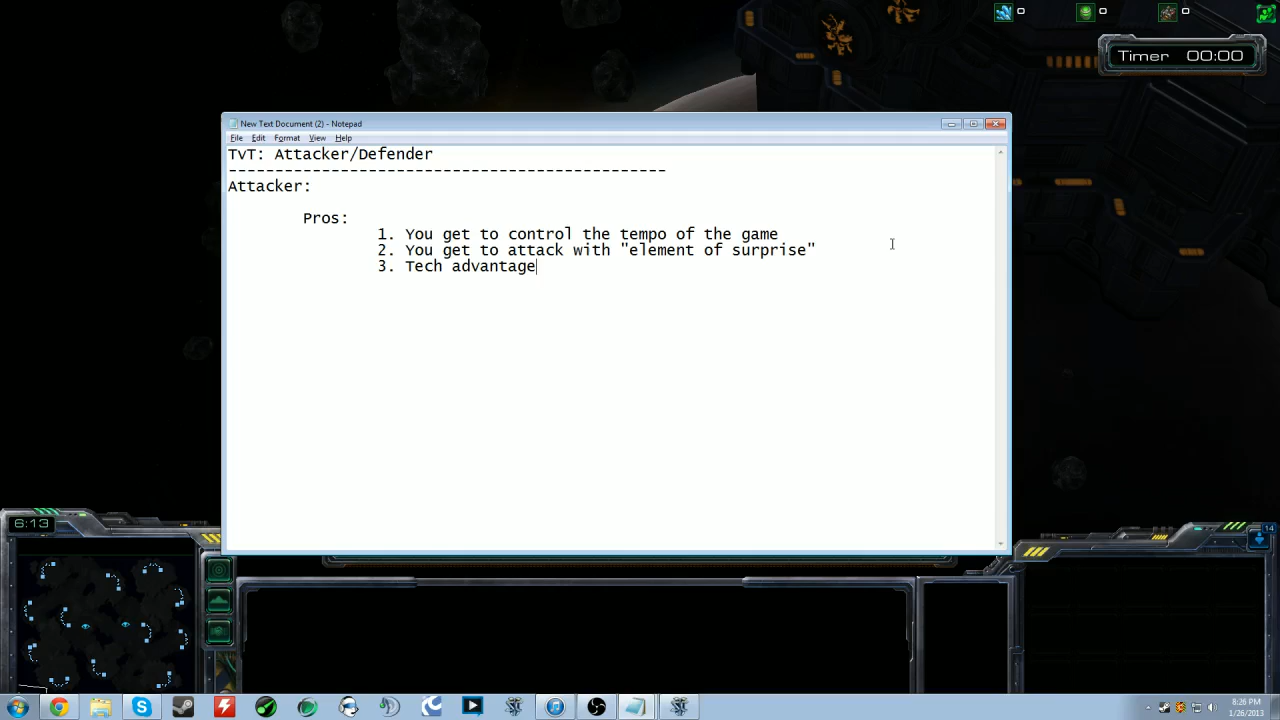 Timer 00:00
New Text Document (2) - Notepad
File Edit Format View Help
TvT: Attacker/Defender
-----------------------------------------------
Attacker:
Pros:
1. You get to control the tempo of the game
2. You get to attack with "element of surprise"
3. Tech advantage
6:13
14
8:26 PM
1/26/2013